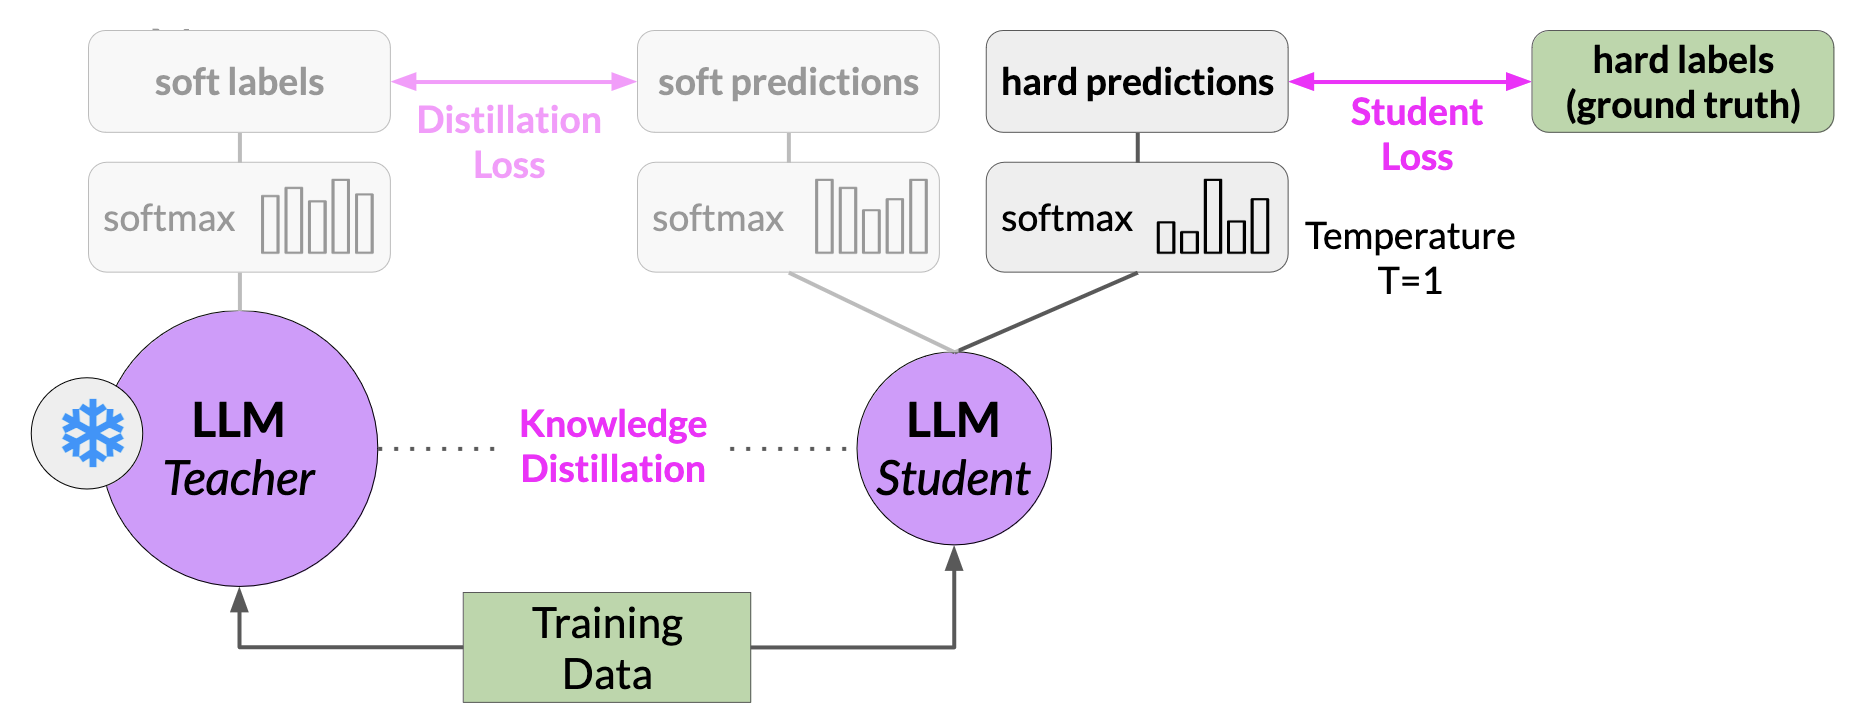 soft labels
soft predictions
hard predictions
hard labels
(ground truth)
Distillation
Loss
Student
Loss
softmax
softmax
softmax
Temperature
T=1
LLM
Teacher
Knowledge
Distillation
LLM
Student
Training
Data